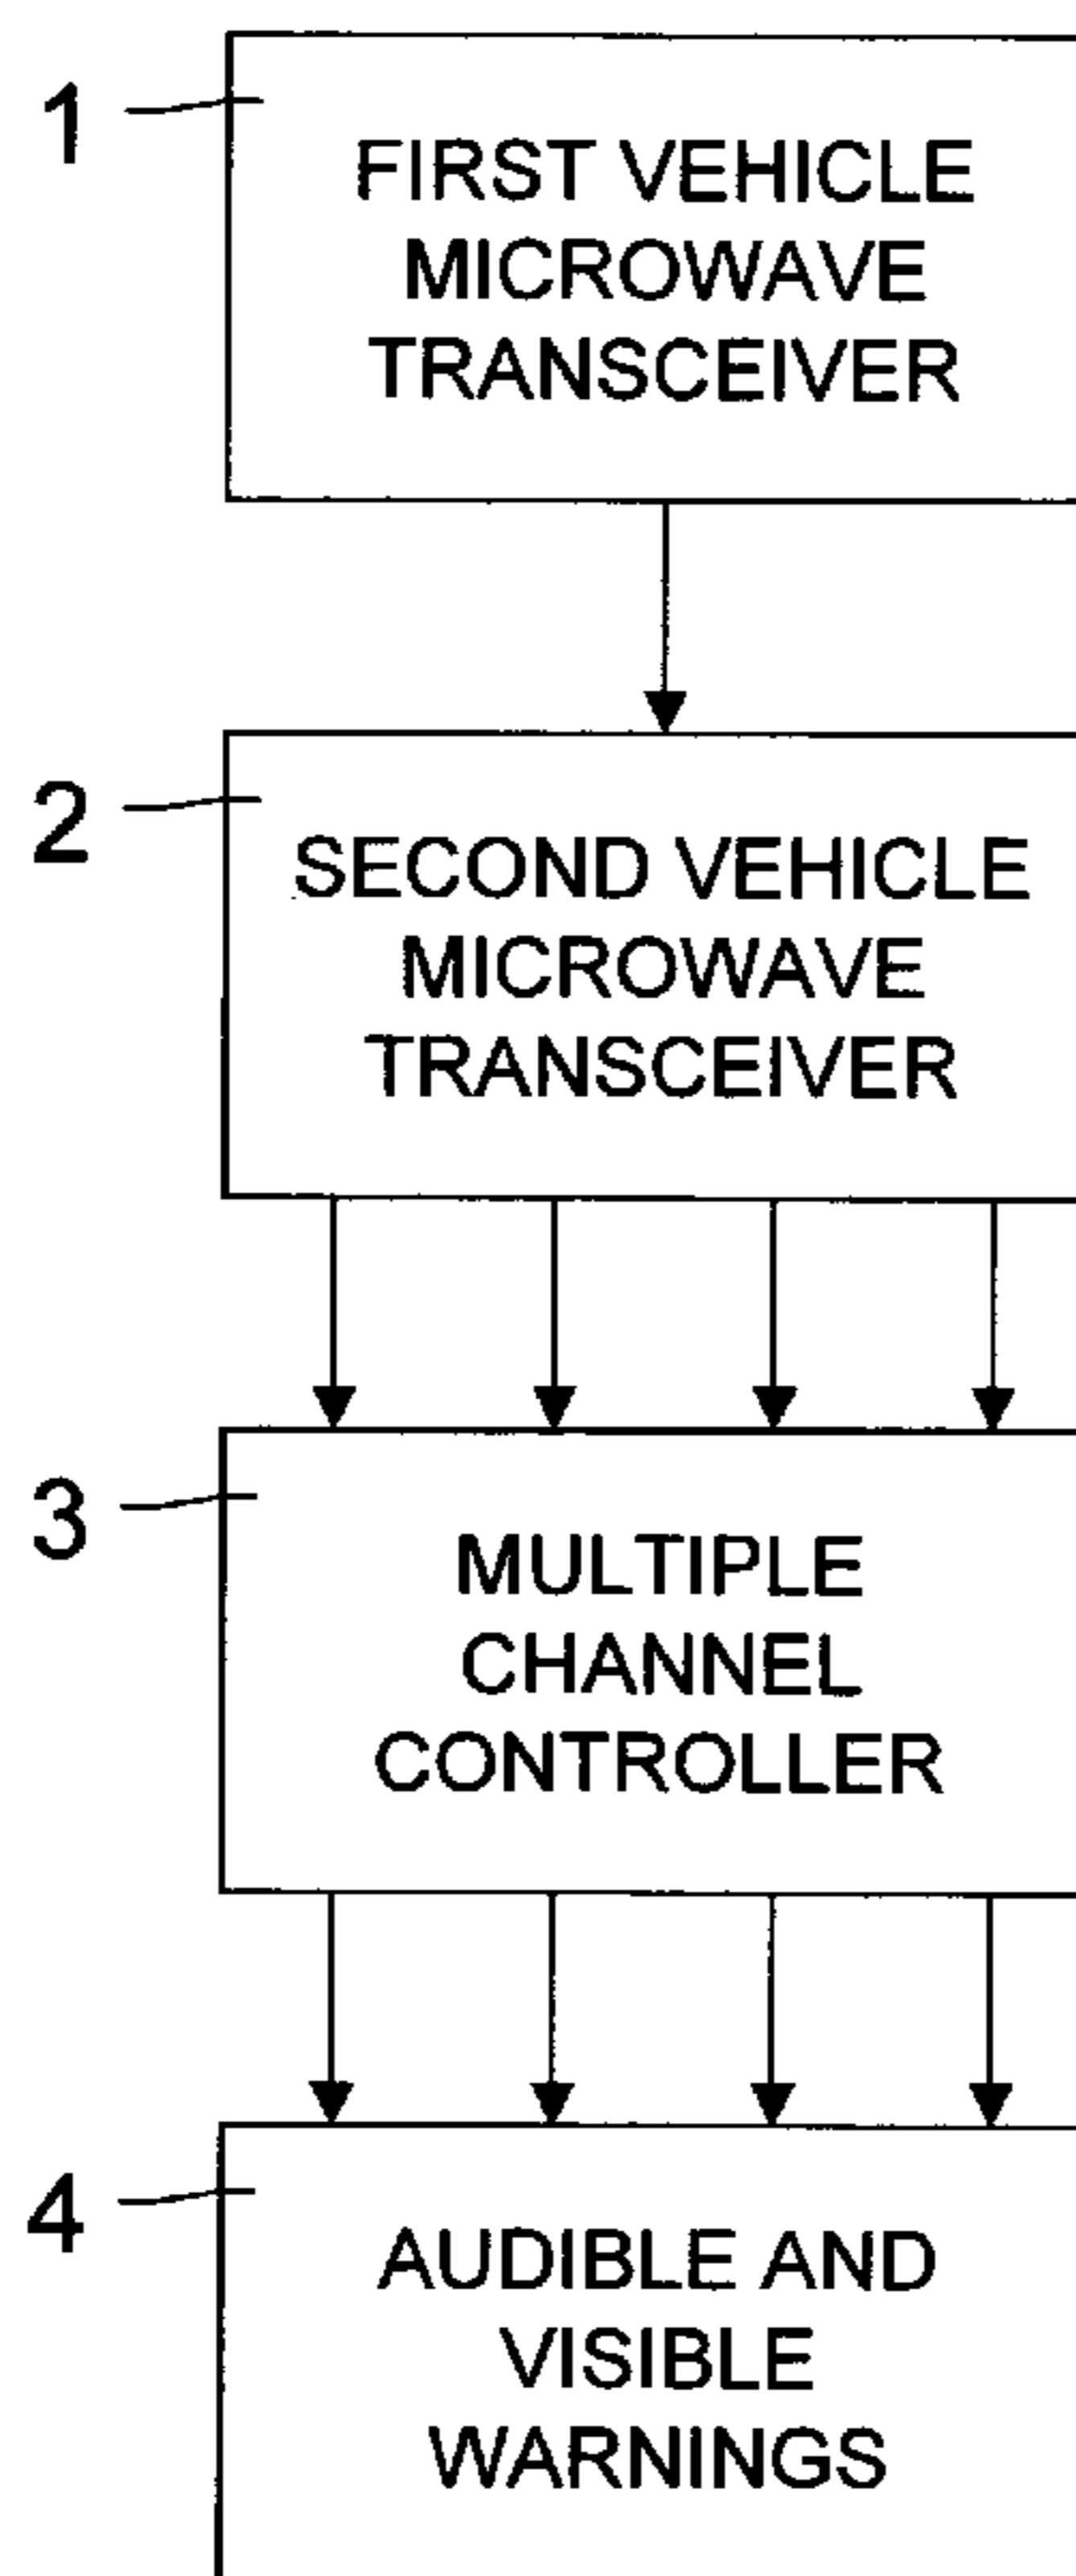 1
FIRST VEHICLE
MICROWAVE
TRANSCEIVER
2
SECOND VEHICLE
MICROWAVE
TRANSCEIVER
3
MULTIPLE
CHANNEL
CONTROLLER
4
AUDIBLE AND
VISIBLE
WARNINGS